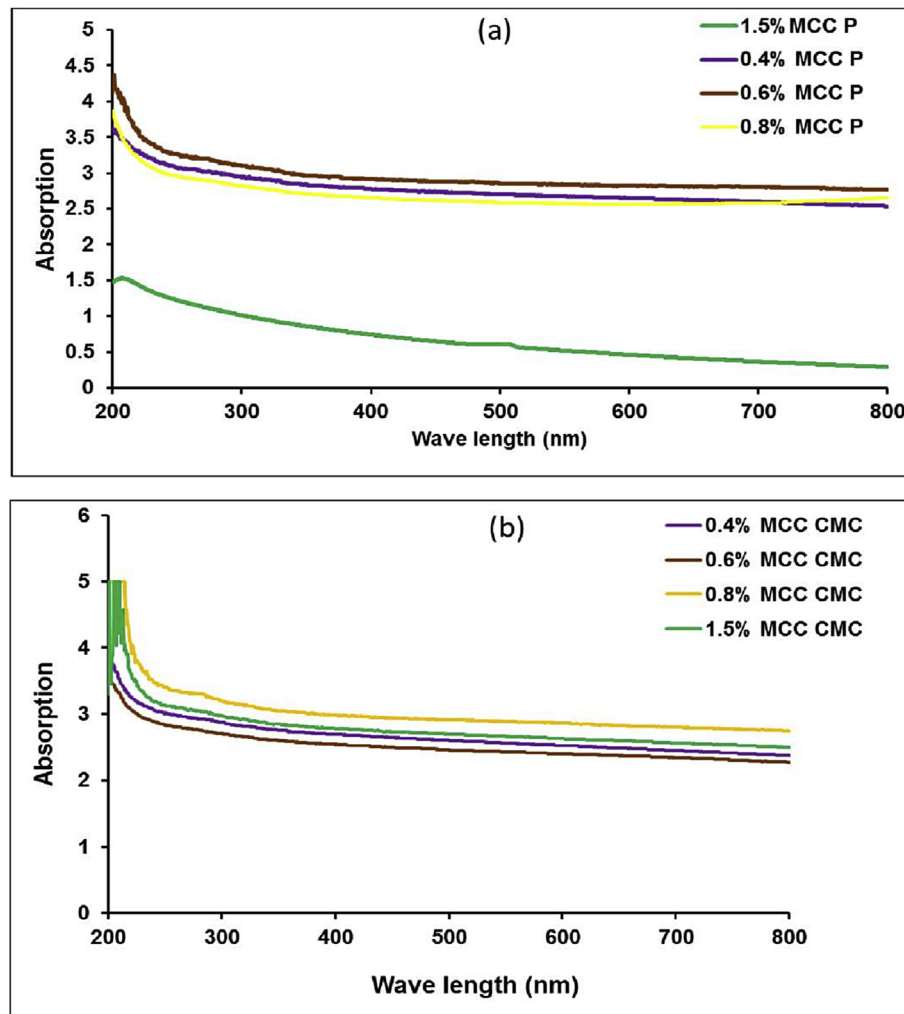 (a)
1.5% MCC P
0.4% MCC P
0.6% MCC P
0.8% MCC P
5
4.5
4
3.5
3
2.5
2
1.5
1
0.5
0
Absorption
200 300 400 500 600 700 800
Wave length (nm)
(b)
0.4% MCC CMC
0.6% MCC CMC
0.8% MCC CMC
1.5% MCC CMC
6
5
4
3
2
1
0
Absorption
200 300 400 500 600 700 800
Wave length (nm)